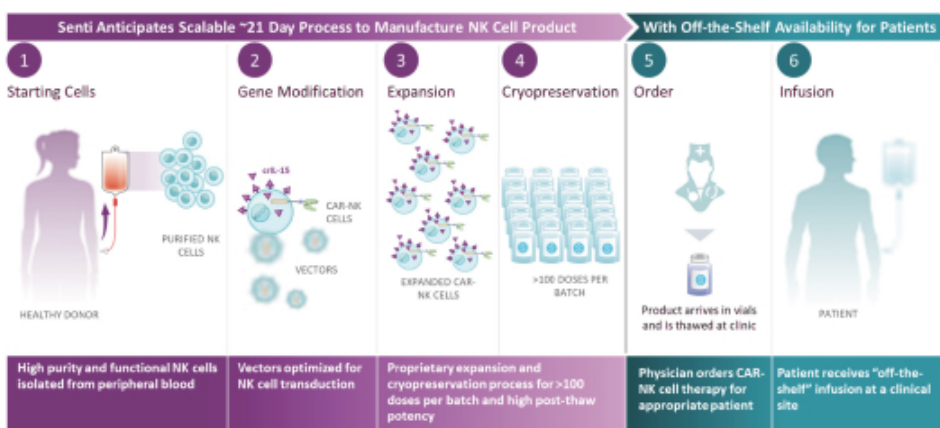 Senti Anticipates Scalable ~21 Day Process to Manufacture NK Cell Product
With Off-the-Shelf Availability for Patients
1
Starting Cells
PURIFIED NK
CELLS
HEALTHY DONOR
2
Gene Modification
crIL-15
CAR-NK
CELLS
VECTORS
3
Expansion
EXPANDED CAR-
NK CELLS
4
Cryopreservation
>100 DOSES PER
BATCH
5
Order
Product arrives in vials
and is thawed at clinic
6
Infusion
PATIENT
High purity and functional NK cells
isolated from peripheral blood
Vectors optimized for
NK cell transduction
Proprietary expansion and
cryopreservation process for >100
doses per batch and high post-thaw
potency
Physician orders CAR-
NK cell therapy for
appropriate patient
Patient receives "off-the-
shelf" infusion at a clinical
site